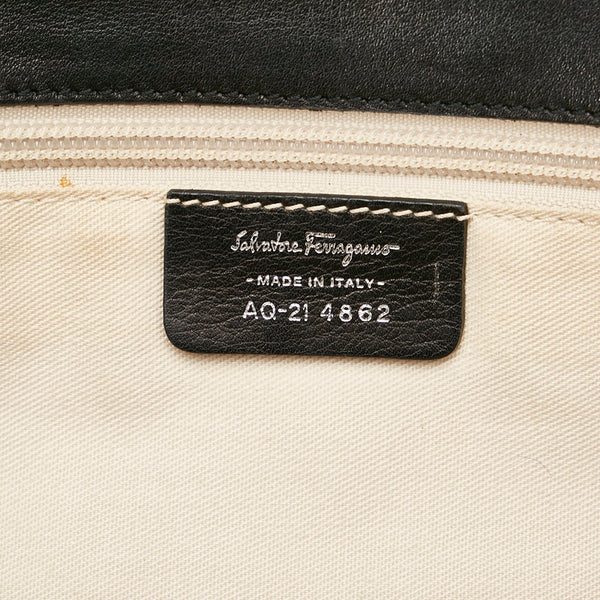 Salvatore Ferragamo
-MADE IN ITALY-
AQ-21 4862